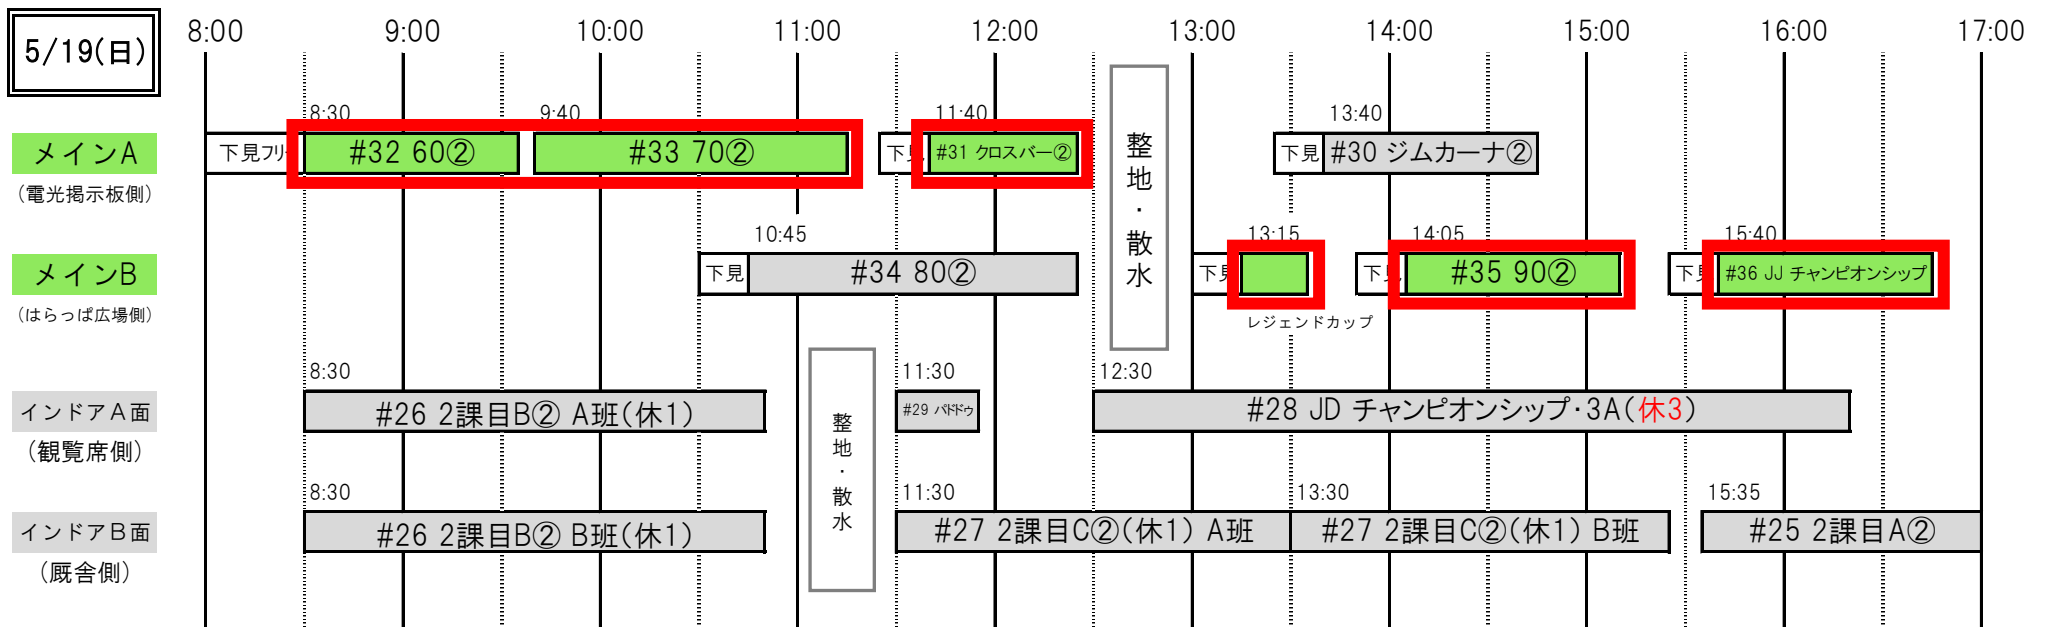 5/19(日)
8:00 9:00 10:00 11:00 12:00 13:00 14:00 15:00 16:00 17:00
8:30 9:40 11:40 13:40
メインA
(電光掲示板側)
下見フリー #32 60② #33 70② 下見 #31 クロスバー② 下見 #30 ジムカーナ②
整地・散水
10:45 13:15 14:05 15:40
メインB
(はらっぱ広場側)
下見 #34 80② 下見 下見 #35 90② 下見 #36 JJ チャンピオンシップ
レジェンドカップ
8:30 11:30 12:30
インドアA面
(観覧席側)
#26 2課目B② A班(休1) #29 パドドゥ #28 JD チャンピオンシップ・3A(休3)
整地・散水
8:30 11:30 13:30 15:35
インドアB面
(厩舎側)
#26 2課目B② B班(休1) #27 2課目C②(休1) A班 #27 2課目C②(休1) B班 #25 2課目A②